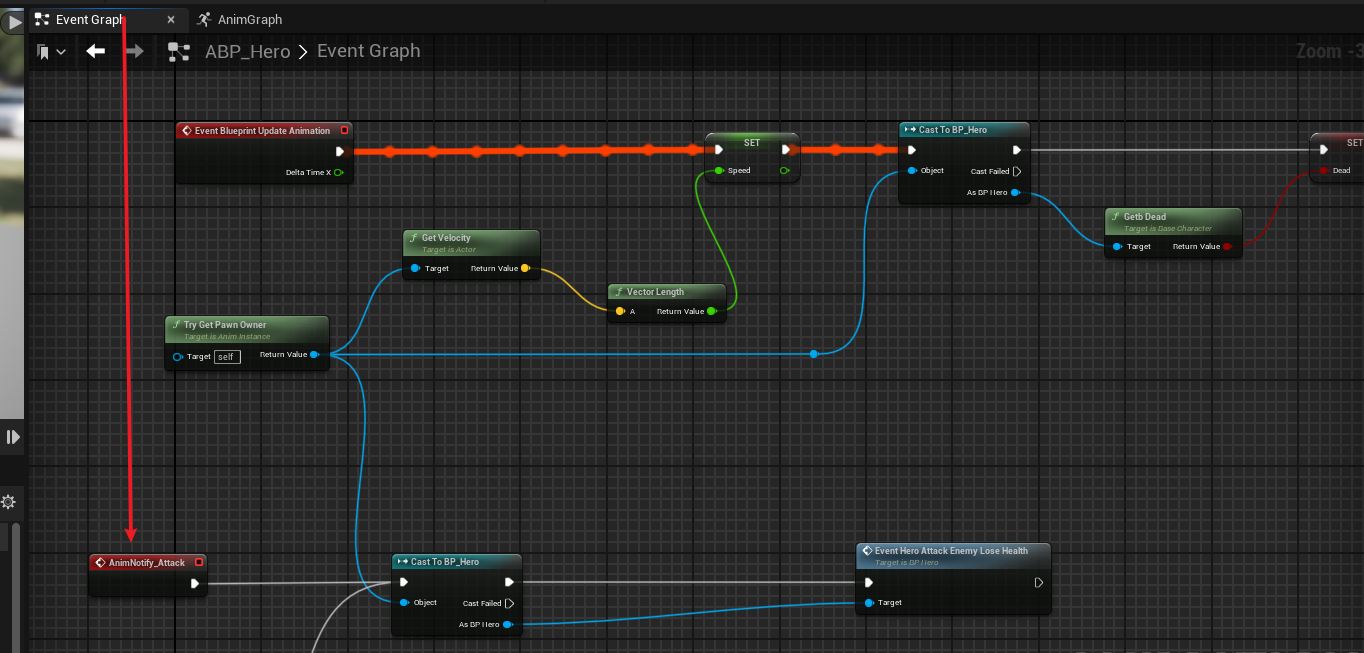 Event Graph
AnimGraph
ABP_Hero
Event Graph
Zoom -3
Event Blueprint Update Animation
Delta Time X
SET
Speed
Cast To BP_Hero
Object
Cast Failed
As BP Hero
SET
Dead
Getb Dead
Target is Base Character
Target
Return Value
Get Velocity
Target is Actor
Target
Return Value
Vector Length
A
Return Value
Try Get Pawn Owner
Target is Anim Instance
Target
self
Return Value
AnimNotify_Attack
Cast To BP_Hero
Object
Cast Failed
As BP Hero
Event Hero Attack Enemy Lose Health
Target is BP Hero
Target